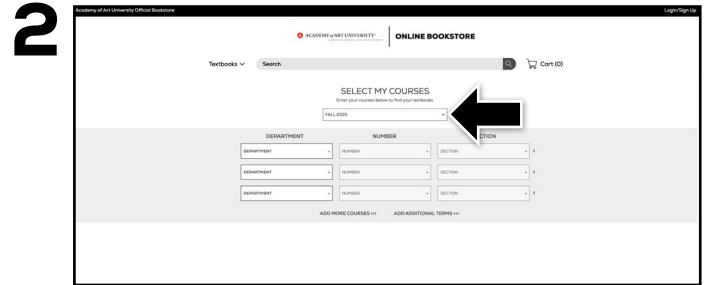 2
Academy of Art University Official Bookstore Login/Sign Up
ACADEMY of ART UNIVERSITY ONLINE BOOKSTORE
Textbooks Search Cart (0)
SELECT MY COURSES
Enter your courses below to find your textbooks.
FALL 2025
DEPARTMENT NUMBER
DEPARTMENT NUMBER SECTION X
DEPARTMENT NUMBER SECTION X
DEPARTMENT NUMBER SECTION X
ADD MORE COURSES ››› ADD ADDITIONAL TERMS ›››